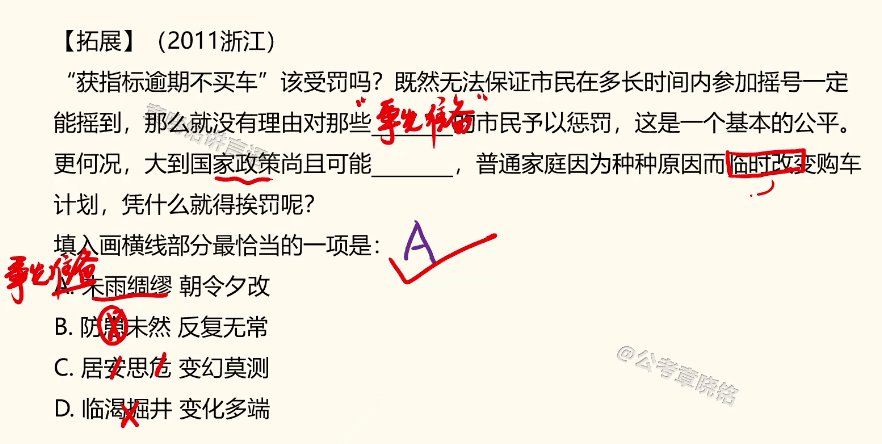 【拓展】（2011浙江）
“获指标逾期不买车”该受罚吗？既然无法保证市民在多长时间内参加摇号一定
能摇到，那么就没有理由对那些_______的市民予以惩罚，这是一个基本的公平。
“事先准备”
更何况，大到国家政策尚且可能_______，普通家庭因为种种原因而临时改变购车
计划，凭什么就得挨罚呢？
填入画横线部分最恰当的一项是：
A
事先准备
A. 未雨绸缪 朝令夕改
B. 防患未然 反复无常
C. 居安思危 变幻莫测
D. 临渴掘井 变化多端
@公考章晓铭